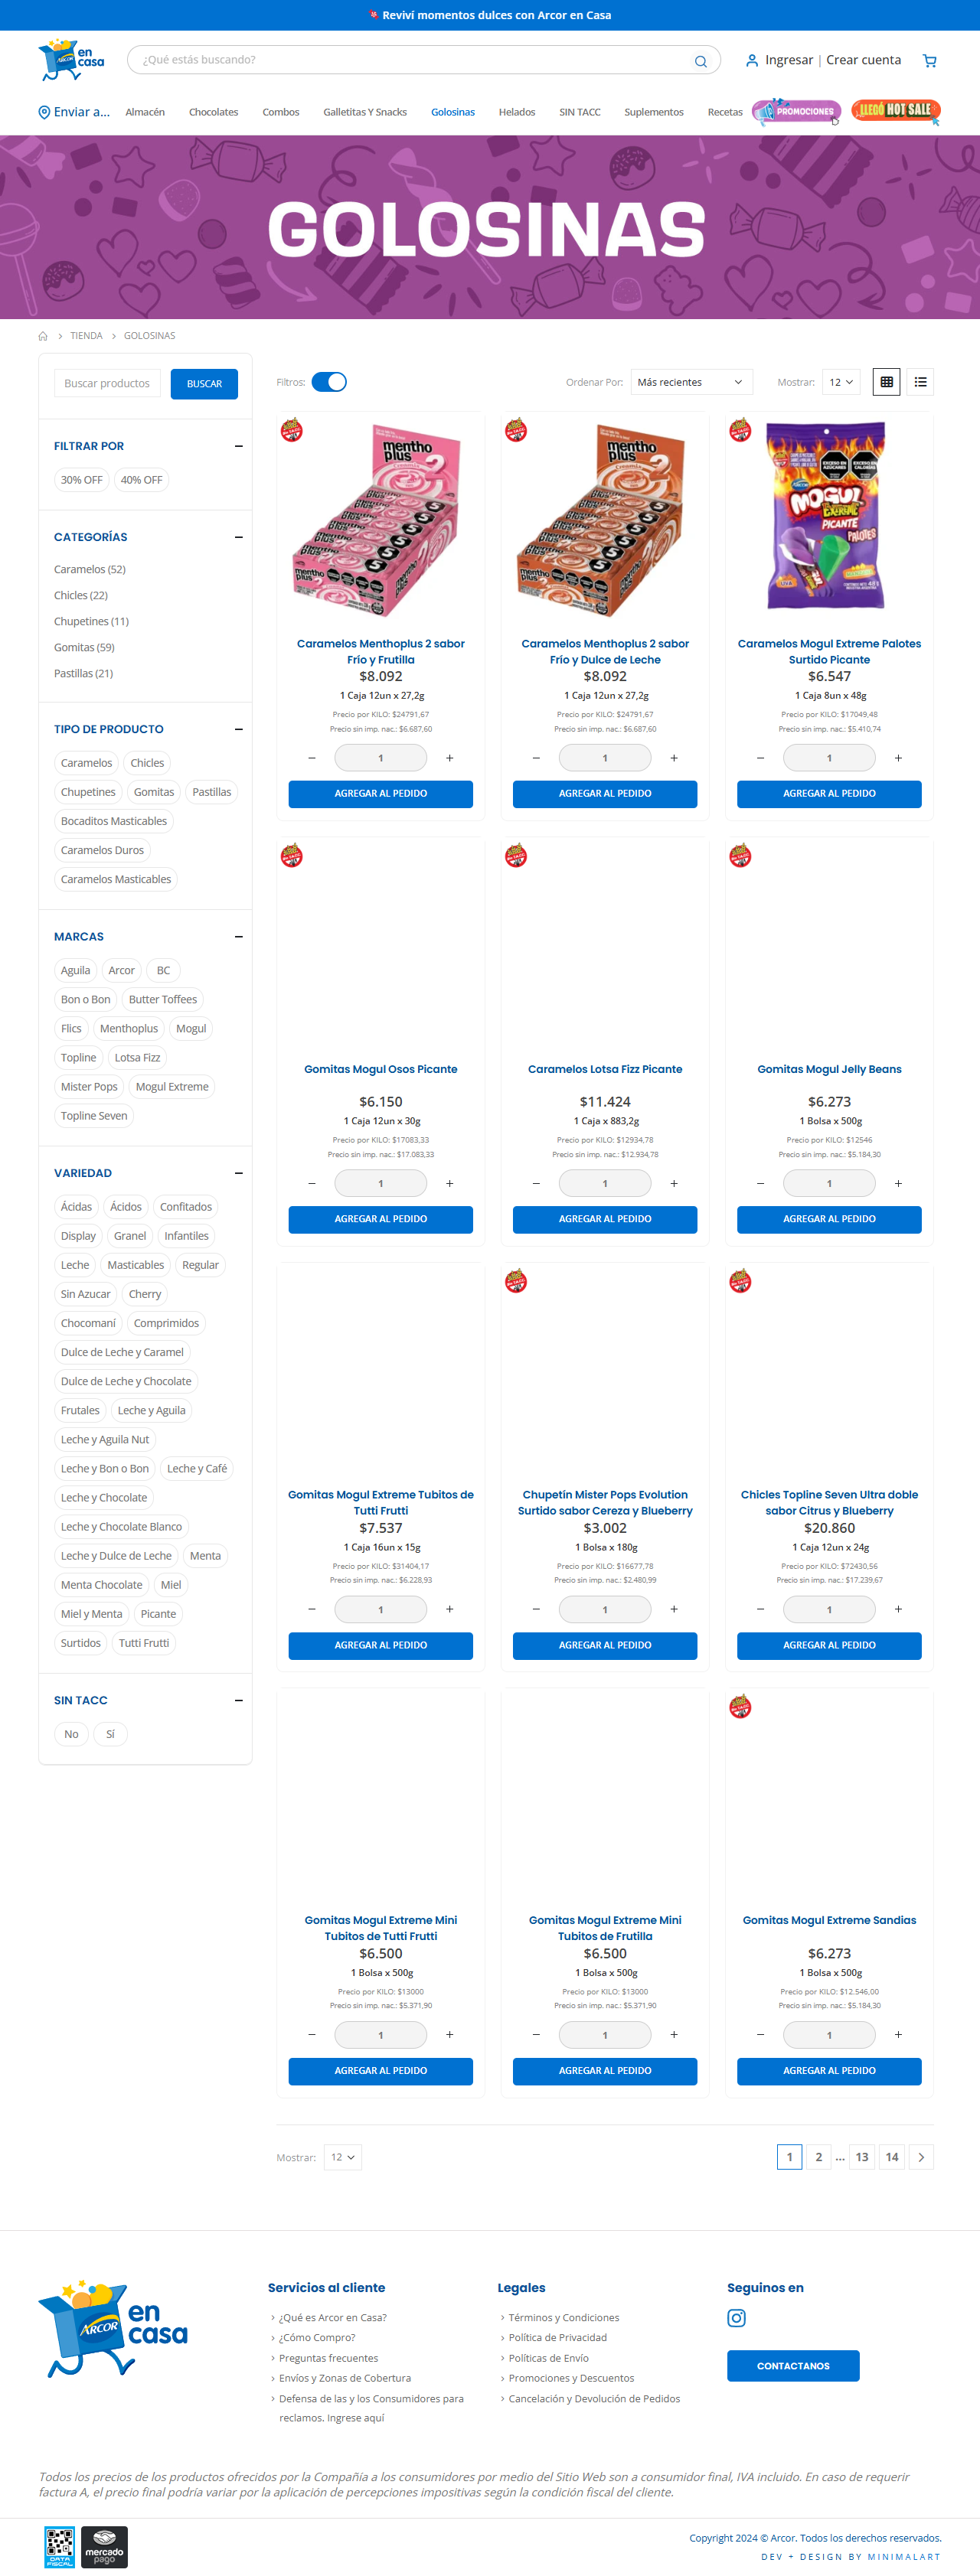 Reviví momentos dulces con Arcor en Casa
ARCOR
en
casa
¿Qué estás buscando?
Ingresar | Crear cuenta
Enviar a...
Almacén
Chocolates
Combos
Galletitas Y Snacks
Golosinas
Helados
SIN TACC
Suplementos
Recetas
PROMOCIONES
LLEGÓ HOT SALE
GOLOSINAS
TIENDA
GOLOSINAS
Buscar productos
BUSCAR
FILTRAR POR
30% OFF
40% OFF
CATEGORÍAS
Caramelos (52)
Chicles (22)
Chupetines (11)
Gomitas (59)
Pastillas (21)
TIPO DE PRODUCTO
Caramelos
Chicles
Chupetines
Gomitas
Pastillas
Bocaditos Masticables
Caramelos Duros
Caramelos Masticables
MARCAS
Aguila
Arcor
BC
Bon o Bon
Butter Toffees
Flics
Menthoplus
Mogul
Topline
Lotsa Fizz
Mister Pops
Mogul Extreme
Topline Seven
VARIEDAD
Ácidas
Ácidos
Confitados
Display
Granel
Infantiles
Leche
Masticables
Regular
Sin Azucar
Cherry
Chocomaní
Comprimidos
Dulce de Leche y Caramel
Dulce de Leche y Chocolate
Frutales
Leche y Aguila
Leche y Aguila Nut
Leche y Bon o Bon
Leche y Café
Leche y Chocolate
Leche y Chocolate Blanco
Leche y Dulce de Leche
Menta
Menta Chocolate
Miel
Miel y Menta
Picante
Surtidos
Tutti Frutti
SIN TACC
No
Sí
Filtros:
Ordenar Por:
Más recientes
Mostrar:
12
mentho
plus
mentho
plus
MOGUL
EXTREME
PICANTE
PALOTES
Caramelos Menthoplus 2 sabor
Frío y Frutilla
$8.092
1 Caja 12un x 27,2g
Precio por KILO: $24791,67
Precio sin imp. nac.: $6.687,60
− 1 +
AGREGAR AL PEDIDO
Caramelos Menthoplus 2 sabor
Frío y Dulce de Leche
$8.092
1 Caja 12un x 27,2g
Precio por KILO: $24791,67
Precio sin imp. nac.: $6.687,60
− 1 +
AGREGAR AL PEDIDO
Caramelos Mogul Extreme Palotes
Surtido Picante
$6.547
1 Caja 8un x 48g
Precio por KILO: $17049,48
Precio sin imp. nac.: $5.410,74
− 1 +
AGREGAR AL PEDIDO
Gomitas Mogul Osos Picante
$6.150
1 Caja 12un x 30g
Precio por KILO: $17083,33
Precio sin imp. nac.: $17.083,33
− 1 +
AGREGAR AL PEDIDO
Caramelos Lotsa Fizz Picante
$11.424
1 Caja x 883,2g
Precio por KILO: $12934,78
Precio sin imp. nac.: $12.934,78
− 1 +
AGREGAR AL PEDIDO
Gomitas Mogul Jelly Beans
$6.273
1 Bolsa x 500g
Precio por KILO: $12546
Precio sin imp. nac.: $5.184,30
− 1 +
AGREGAR AL PEDIDO
Gomitas Mogul Extreme Tubitos de
Tutti Frutti
$7.537
1 Caja 16un x 15g
Precio por KILO: $31404,17
Precio sin imp. nac.: $6.228,93
− 1 +
AGREGAR AL PEDIDO
Chupetín Mister Pops Evolution
Surtido sabor Cereza y Blueberry
$3.002
1 Bolsa x 180g
Precio por KILO: $16677,78
Precio sin imp. nac.: $2.480,99
− 1 +
AGREGAR AL PEDIDO
Chicles Topline Seven Ultra doble
sabor Citrus y Blueberry
$20.860
1 Caja 12un x 24g
Precio por KILO: $72430,56
Precio sin imp. nac.: $17.239,67
− 1 +
AGREGAR AL PEDIDO
Gomitas Mogul Extreme Mini
Tubitos de Tutti Frutti
$6.500
1 Bolsa x 500g
Precio por KILO: $13000
Precio sin imp. nac.: $5.371,90
− 1 +
AGREGAR AL PEDIDO
Gomitas Mogul Extreme Mini
Tubitos de Frutilla
$6.500
1 Bolsa x 500g
Precio por KILO: $13000
Precio sin imp. nac.: $5.371,90
− 1 +
AGREGAR AL PEDIDO
Gomitas Mogul Extreme Sandias
$6.273
1 Bolsa x 500g
Precio por KILO: $12.546,00
Precio sin imp. nac.: $5.184,30
− 1 +
AGREGAR AL PEDIDO
Mostrar:
12
1 2 ... 13 14
ARCOR
en
casa
Servicios al cliente
¿Qué es Arcor en Casa?
¿Cómo Compro?
Preguntas frecuentes
Envíos y Zonas de Cobertura
Defensa de las y los Consumidores para
reclamos. Ingrese aquí
Legales
Términos y Condiciones
Política de Privacidad
Políticas de Envío
Promociones y Descuentos
Cancelación y Devolución de Pedidos
Seguinos en
CONTACTANOS
Todos los precios de los productos ofrecidos por la Compañía a los consumidores por medio del Sitio Web son a consumidor final, IVA incluido. En caso de requerir
factura A, el precio final podría variar por la aplicación de percepciones impositivas según la condición fiscal del cliente.
DATA
FISCAL
mercado
pago
Copyright 2024 © Arcor. Todos los derechos reservados.
DEV + DESIGN BY MINIMALART